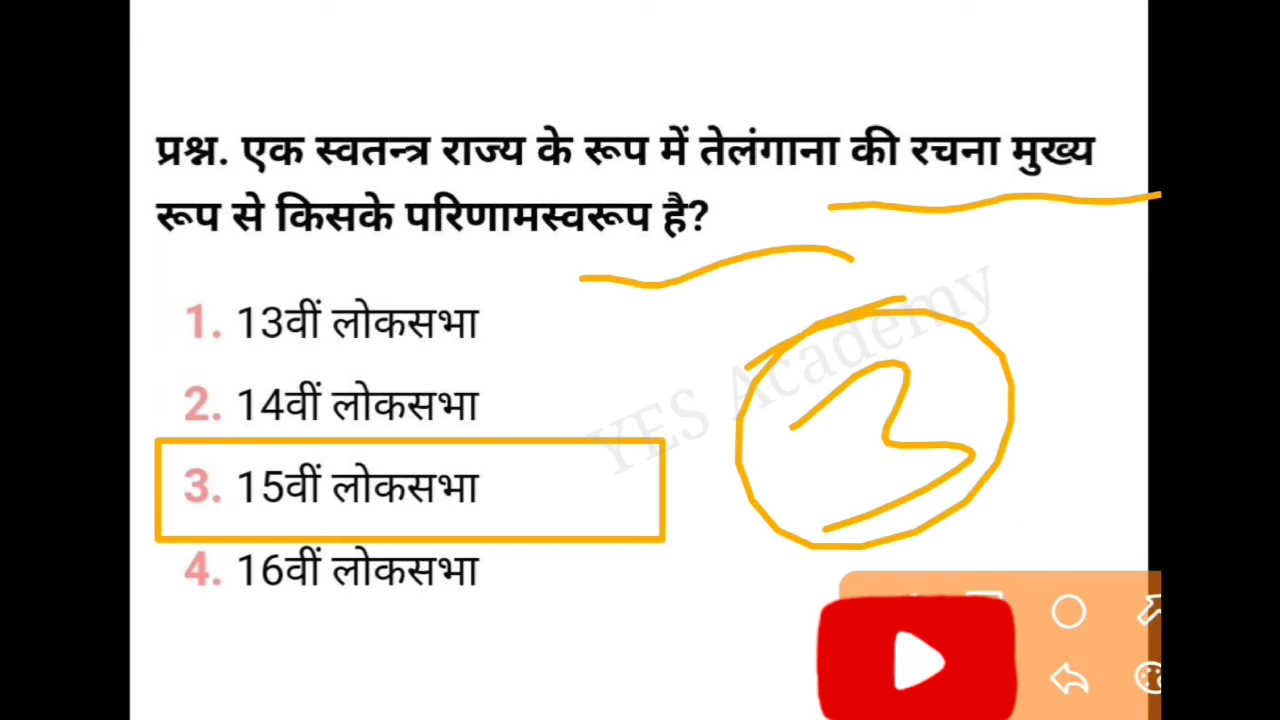 प्रश्न. एक स्वतन्त्र राज्य के रूप में तेलंगाना की रचना मुख्य
रूप से किसके परिणामस्वरूप है?
1. 13वीं लोकसभा
2. 14वीं लोकसभा
3. 15वीं लोकसभा
4. 16वीं लोकसभा
YES Academy
3